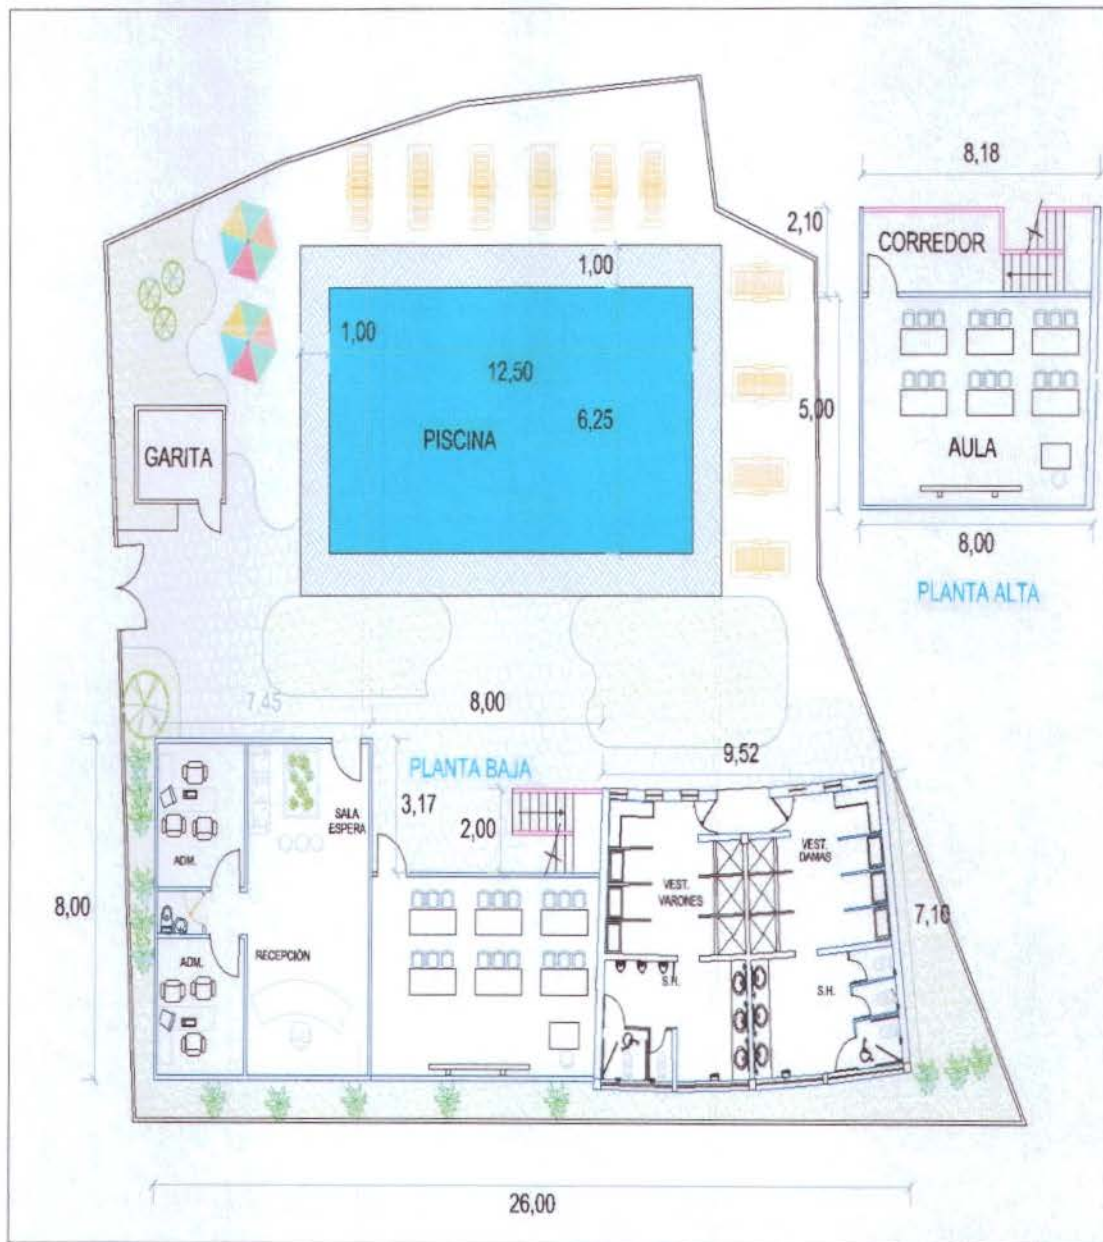 8,18
2,10
CORREDOR
1,00
1,00
12,50
6,25
5,00
PISCINA
GARITA
AULA
8,00
PLANTA ALTA
7,45
8,00
9,52
PLANTA BAJA
3,17
2,00
SALA
ESPERA
ADM.
VEST.
DAMAS
VEST.
VARONES
8,00
7,10
ADM.
RECEPCIÓN
S.H.
S.H.
26,00